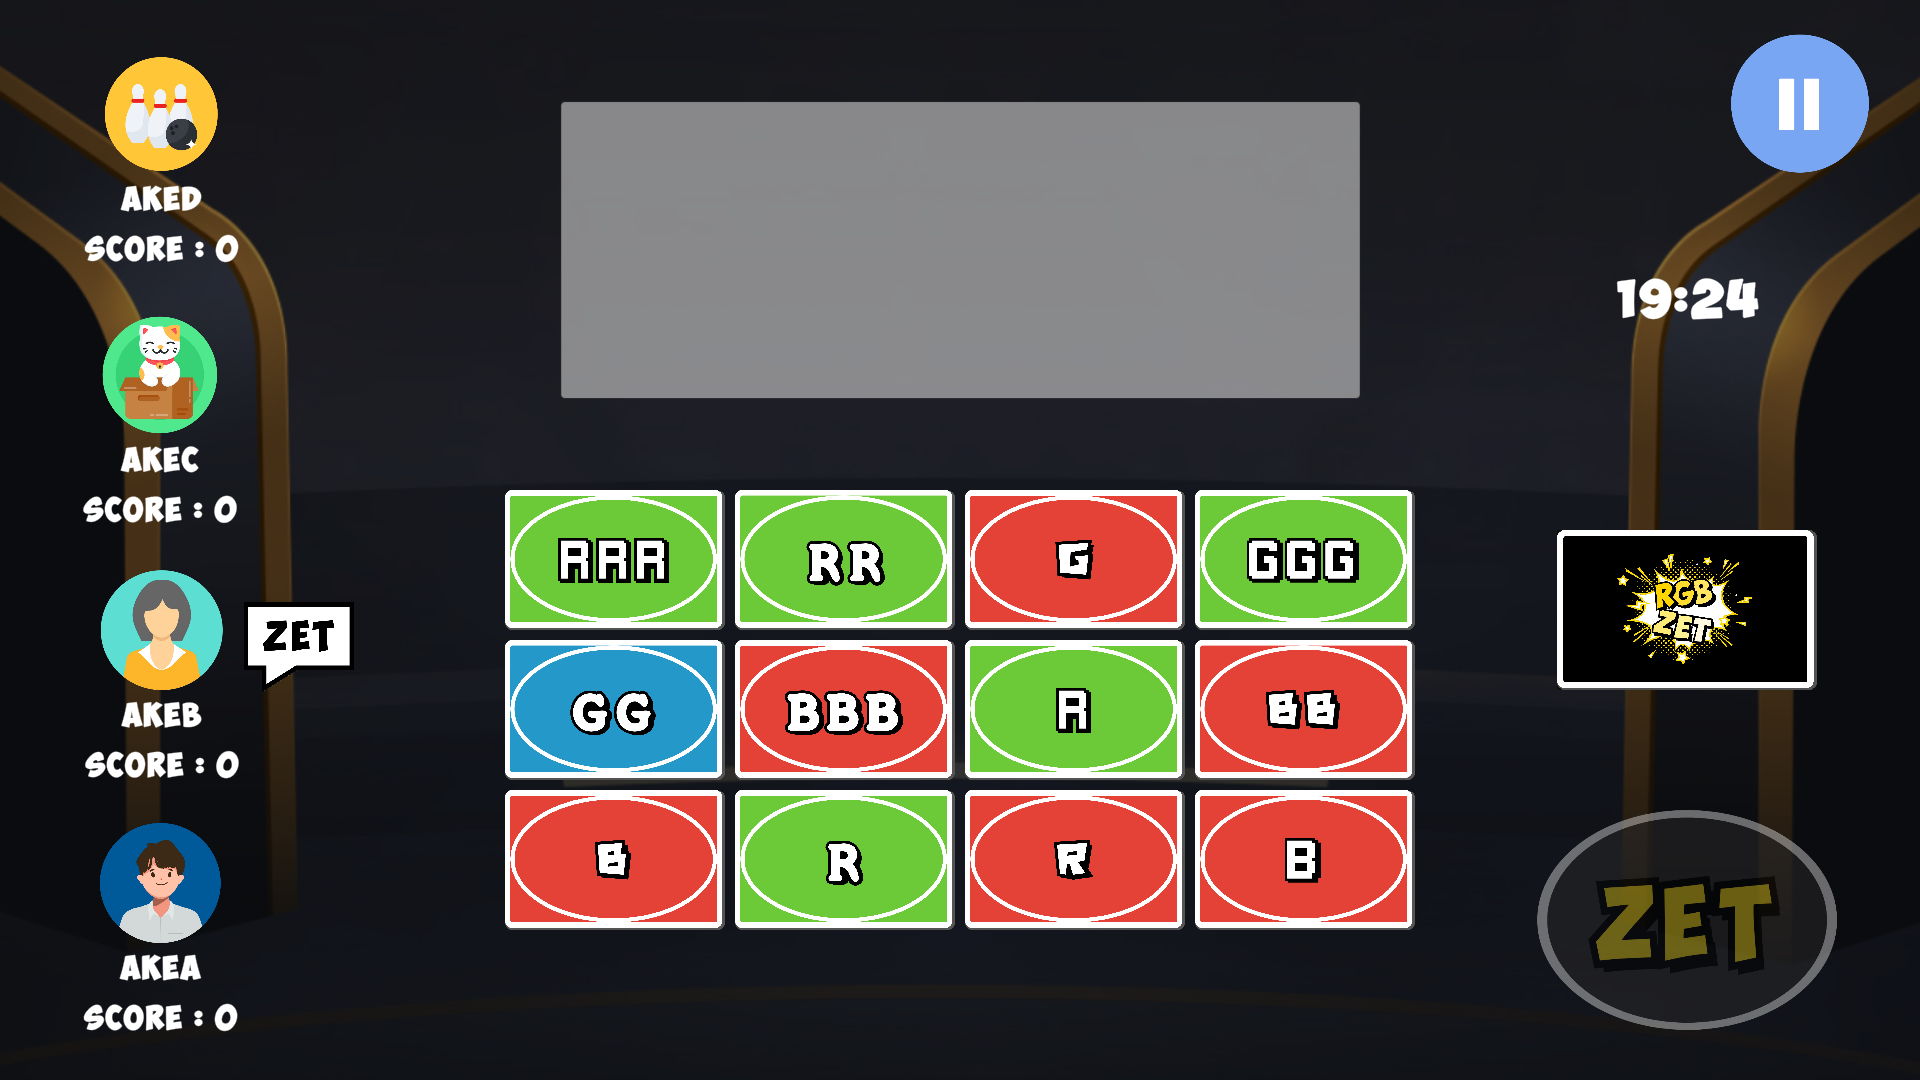 AKED
SCORE : 0
AKEC
SCORE : 0
ZET
AKEB
SCORE : 0
AKEA
SCORE : 0
RRR
RR
G
GGG
GG
BBB
R
BB
B
R
R
B
19:24
RGB
ZET
ZET